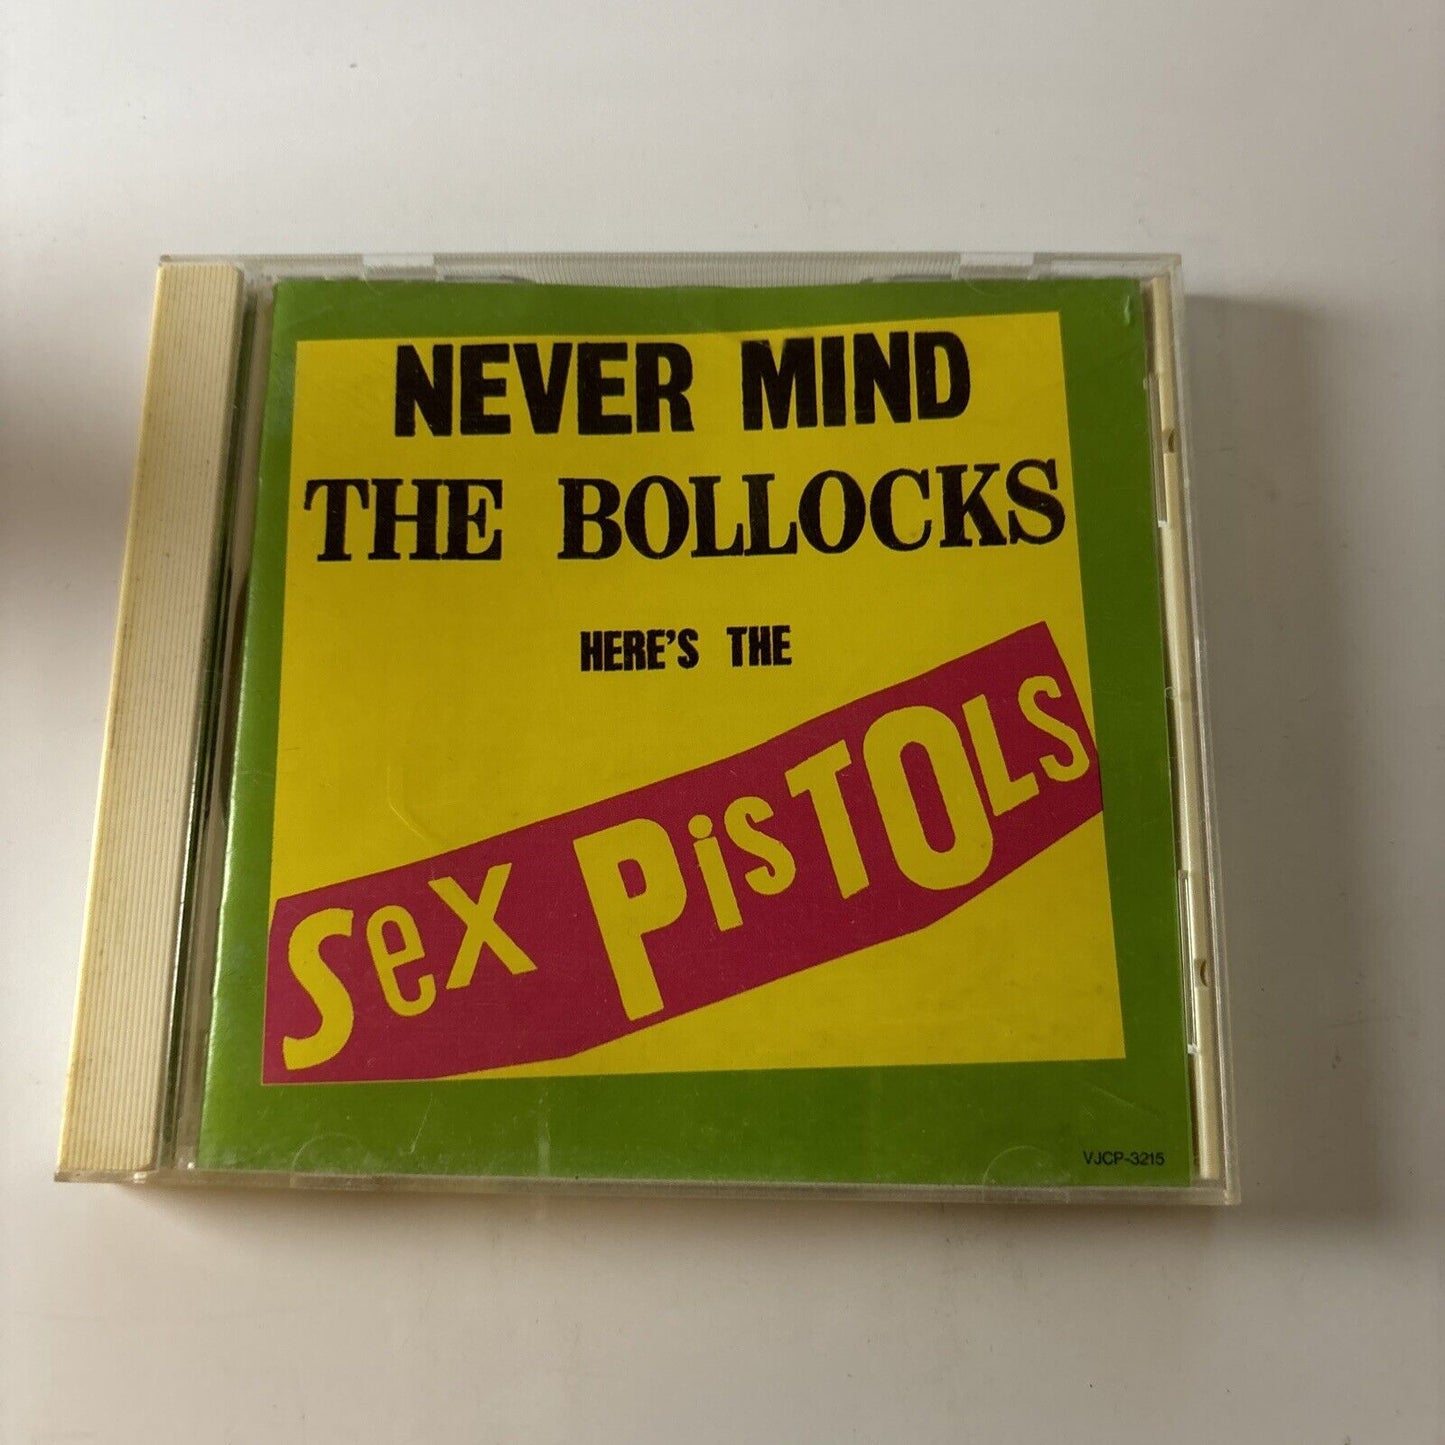 NEVER MIND
THE BOLLOCKS
HERE'S THE
Sex PiSTOLS
VJCP-3215